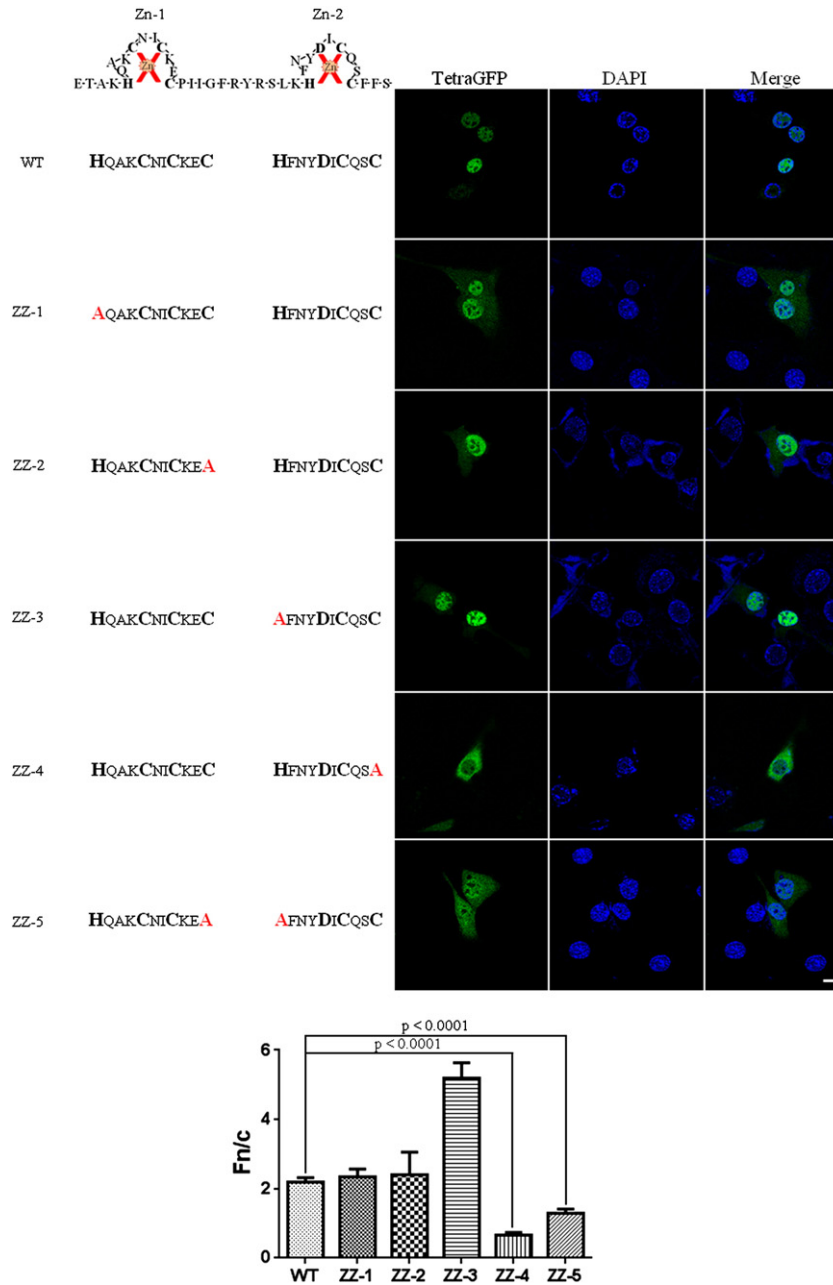 Zn-1 Zn-2
C N I C
K K
A E
Q Zn
E-T-A-K-H C-P-I-I-G-F-R-Y-R-S-L-K-H C-F-F-S-
Y D I C
N Q
F Zn S
TetraGFP DAPI Merge
WT HQAKCNICKEC HFNYDICQSC
ZZ-1 AQAKCNICKEC HFNYDICQSC
ZZ-2 HQAKCNICKEA HFNYDICQSC
ZZ-3 HQAKCNICKEC AFNYDICQSC
ZZ-4 HQAKCNICKEC HFNYDICQSA
ZZ-5 HQAKCNICKEA AFNYDICQSC
p < 0.0001
p < 0.0001
6
4
2
0
Fn/c
WT ZZ-1 ZZ-2 ZZ-3 ZZ-4 ZZ-5